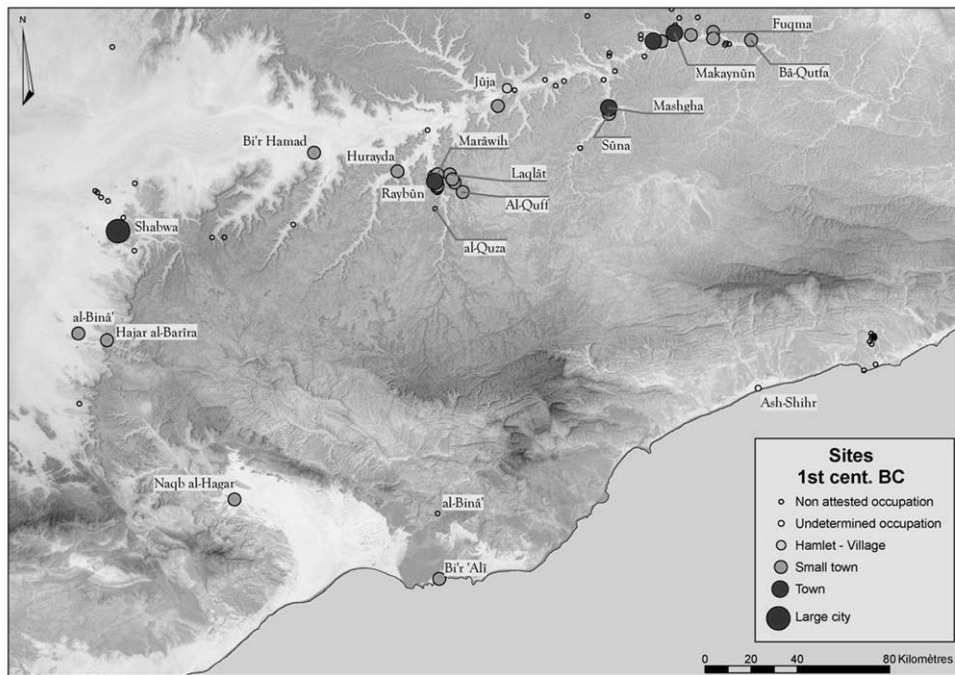 N
Fuqma
Makaynûn
Bâ-Qutfa
Jûja
Mashgha
Marâwih
Bi'r Hamad
Sûna
Hurayda
Laqlât
Raybûn
Al-Quff
Shabwa
al-Quza
al-Binâ'
Hajar al-Barîra
Ash-Shihr
Naqb al-Hagar
al-Binâ'
Bi'r 'Alî
Sites
1st cent. BC
Non attested occupation
Undetermined occupation
Hamlet - Village
Small town
Town
Large city
0 20 40 80 Kilomètres